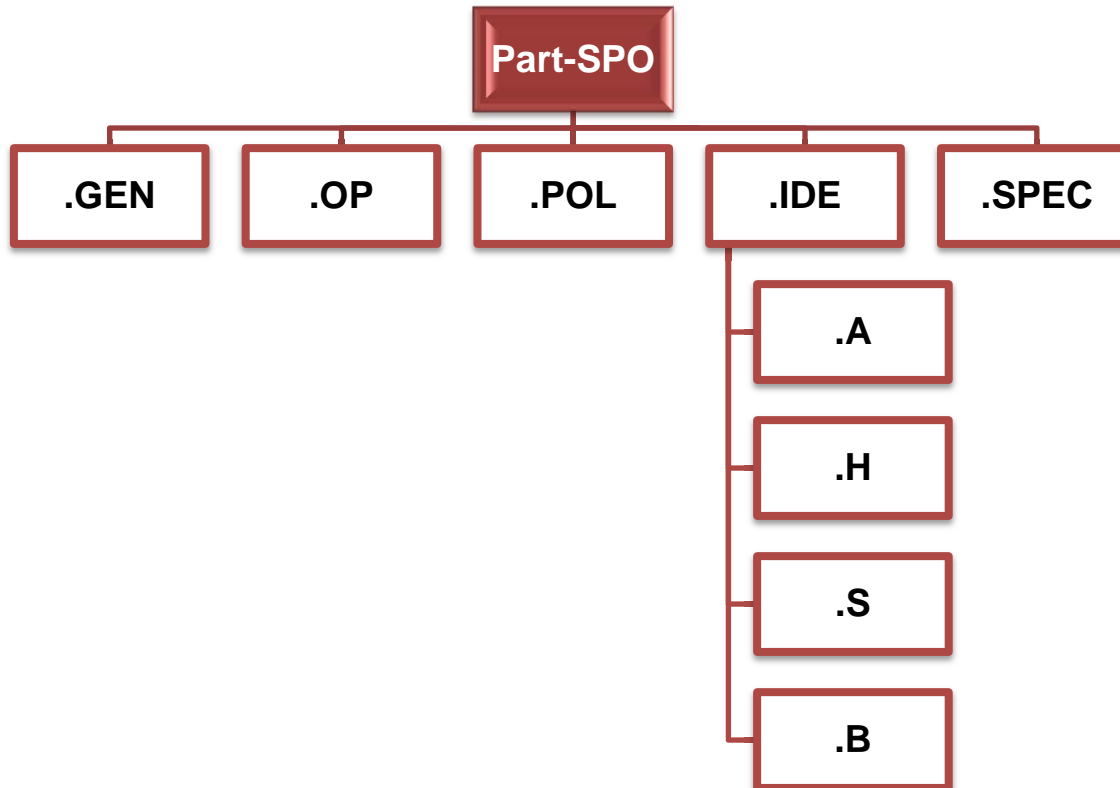 Part-SPO
.GEN
.OP
.POL
.IDE
.SPEC
.A
.H
.S
.B